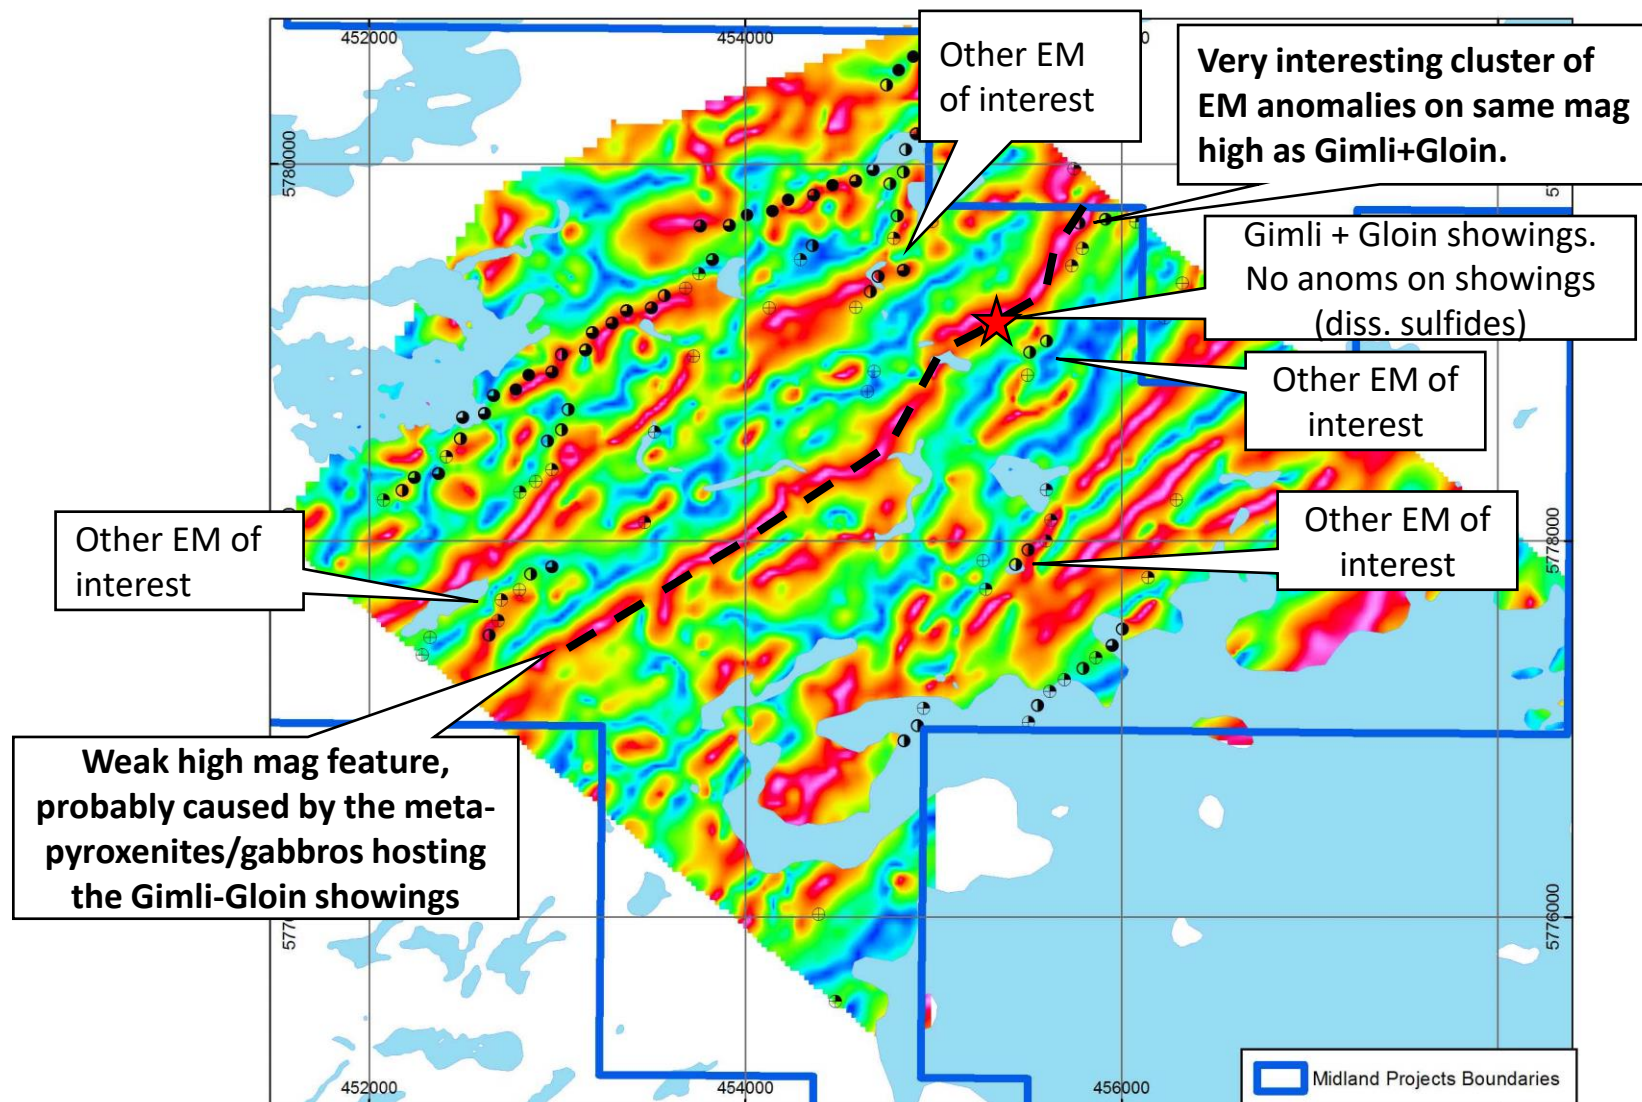 452000
454000
0
Other EM
of interest
Very interesting cluster of
EM anomalies on same mag
high as Gimli+Gloin.
5780000
Gimli + Gloin showings.
No anoms on showings
(diss. sulfides)
Other EM of
interest
Other EM of
interest
Other EM of
interest
5778000
Weak high mag feature,
probably caused by the meta-
pyroxenites/gabbros hosting
the Gimli-Gloin showings
577
5776000
452000
454000
456000
Midland Projects Boundaries